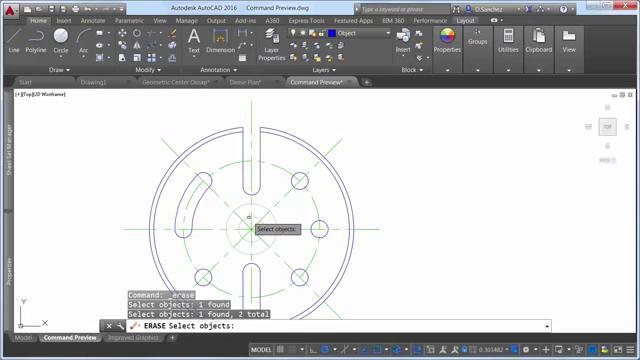 Autodesk AutoCAD 2016 Command Preview.dwg
Type a keyword or phrase
D.Sanchez
Home Insert Annotate Parametric View Manage Output Add-ins Autodesk 360 Express Tools Featured Apps BIM 360 Performance Layout
Line Polyline Circle Arc
Text Dimension
Layer Properties
Object
Insert
Properties
Groups
Utilities
View
Draw Modify Annotation Layers Block
Start Drawing1 Geometric Center Osnap* Dense Plan* Command Preview*
[+][Top][2D Wireframe]
Sheet Set Manager
Properties
W TOP E
Select objects:
Y
X
Command: _erase
Select objects: 1 found
Select objects: 1 found, 2 total
ERASE Select objects:
Model Command Preview Improved Graphics
MODEL 0.303482